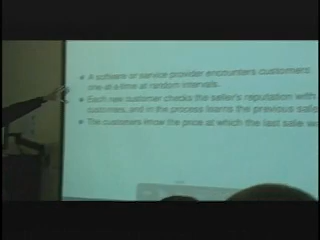 A software or service provider encounters customers
one-at-a-time at random intervals.
Each new customer checks the seller's reputation with
customers, and in the process learns the previous sale
The customers know the price at which the last sale we